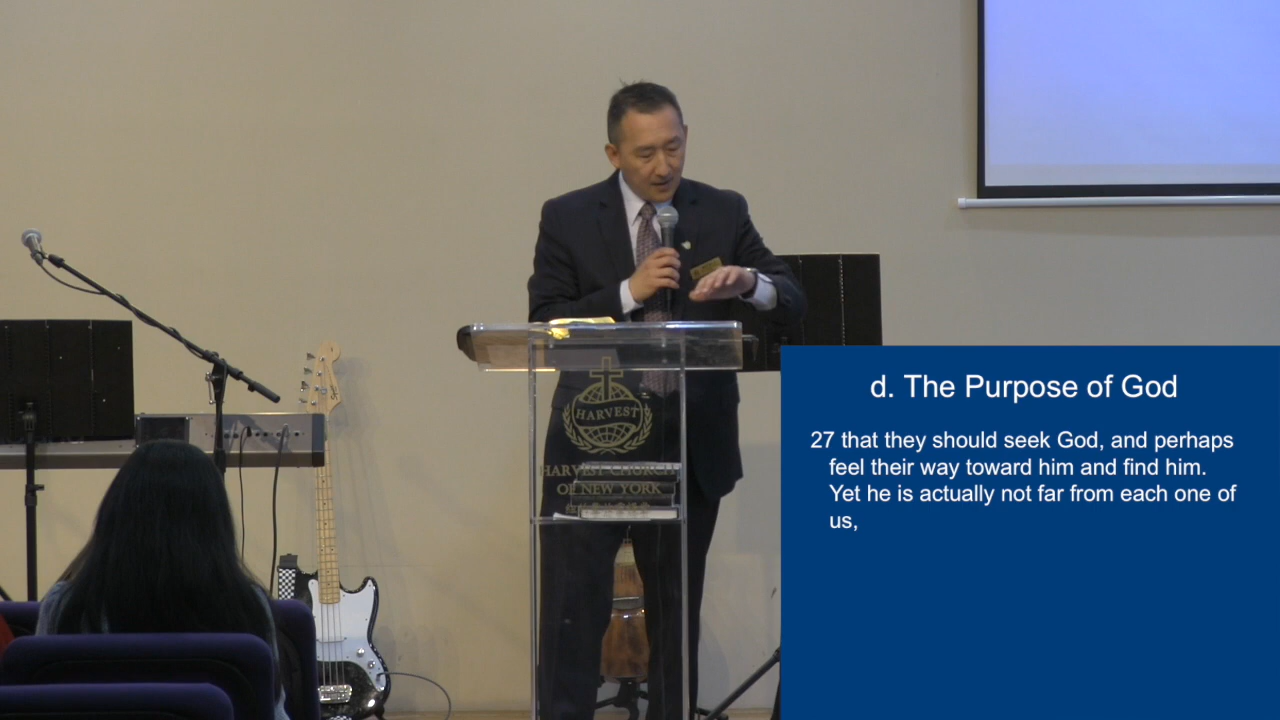 HARVEST
HARVEST CHURCH
OF NEW YORK
d. The Purpose of God
27 that they should seek God, and perhaps
feel their way toward him and find him.
Yet he is actually not far from each one of
us,